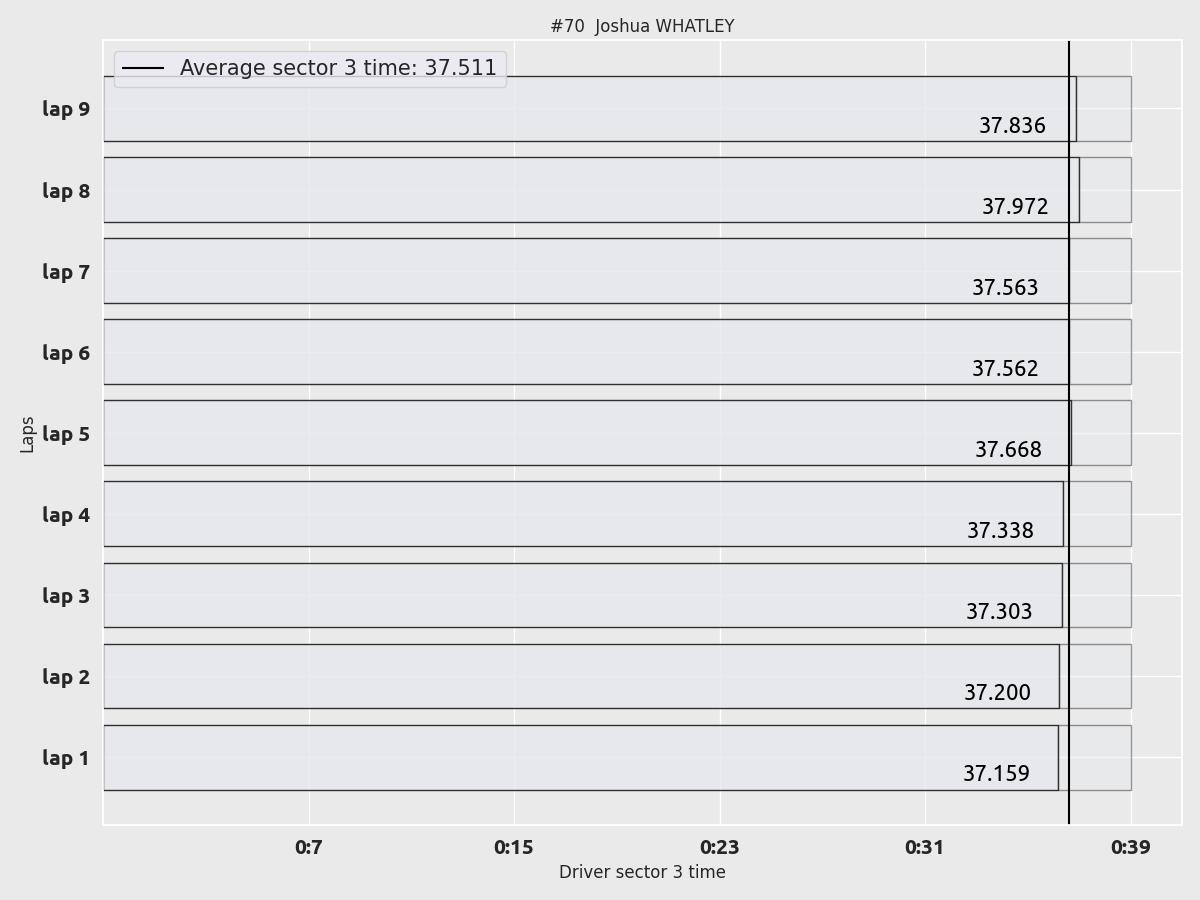 #70  Joshua WHATLEY
Average sector 3 time: 37.511
lap 9
37.836
lap 8
37.972
lap 7
37.563
lap 6
37.562
lap 5
37.668
lap 4
37.338
lap 3
37.303
lap 2
37.200
lap 1
37.159
Laps
0:7
0:15
0:23
0:31
0:39
Driver sector 3 time